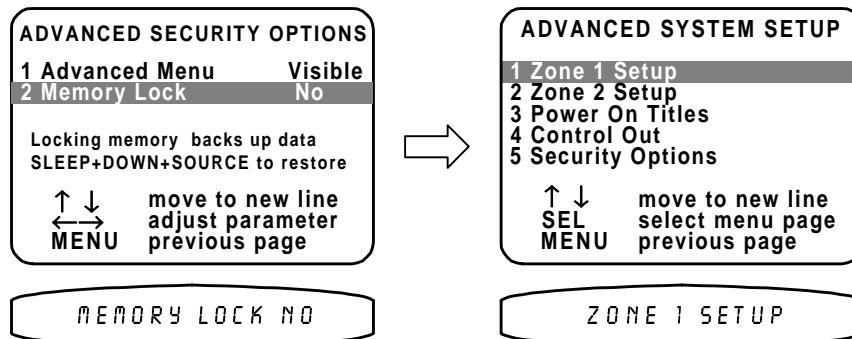 ADVANCED SECURITY OPTIONS
1 Advanced Menu Visible
2 Memory Lock No
Locking memory backs up data
SLEEP+DOWN+SOURCE to restore
↑ ↓ move to new line
←→ adjust parameter
MENU previous page
MEMORY LOCK NO
ADVANCED SYSTEM SETUP
1 Zone 1 Setup
2 Zone 2 Setup
3 Power On Titles
4 Control Out
5 Security Options
↑ ↓ move to new line
SEL select menu page
MENU previous page
ZONE 1 SETUP